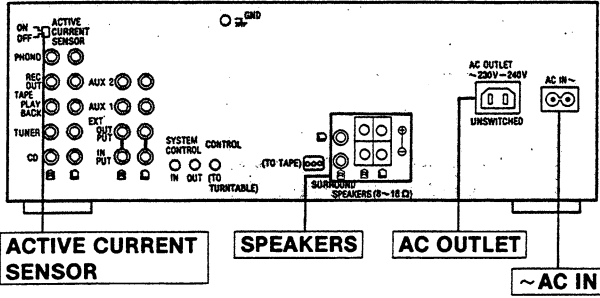 ON
OFF
ACTIVE
CURRENT
SENSOR
GND
PHONO
REC
OUT
TAPE
PLAY
BACK
TUNER
CD
AUX 2
AUX 1
EXT
OUT
PUT
IN
PUT
SYSTEM
CONTROL
IN OUT
CONTROL
(TO
TURNTABLE)
(TO TAPE)
SURROUND
SPEAKERS (8~16 Ω)
AC OUTLET
~230V-240V
UNSWITCHED
AC IN ~
ACTIVE CURRENT
SENSOR
SPEAKERS
AC OUTLET
~AC IN